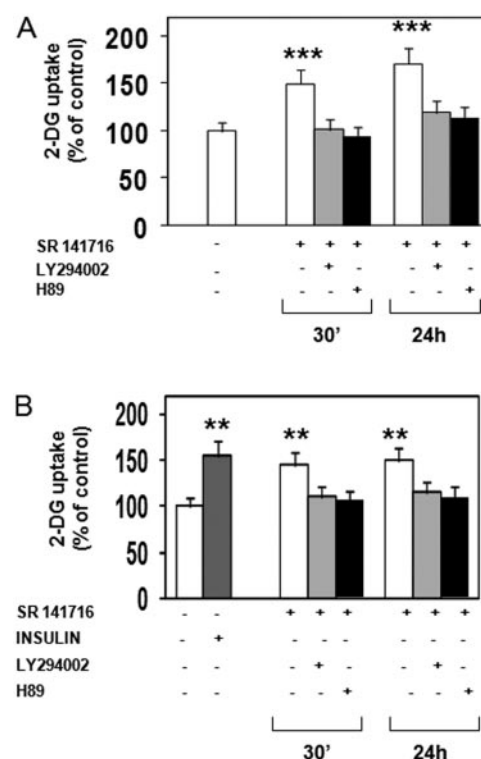 A
2-DG uptake
(% of control)
200
150
100
50
0
***
***
SR 141716 - + + + + + +
LY294002 - - + - - + -
H89 - - - + - - +
30' 24h
B
2-DG uptake
(% of control)
200
150
100
50
0
** ** **
SR 141716 - - + + + + + +
INSULIN - + - - - - - -
LY294002 - - - + - - + -
H89 - - - - + - - +
30' 24h